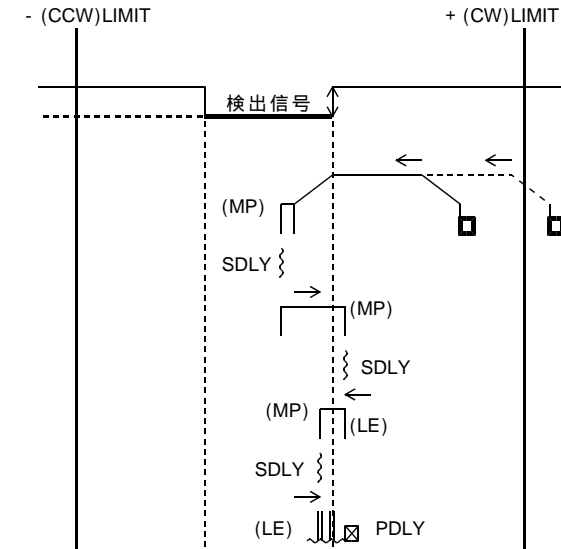 - (CCW)LIMIT
+ (CW)LIMIT
検出信号
(MP)
SDLY
(MP)
SDLY
(MP)
(LE)
SDLY
(LE)
PDLY